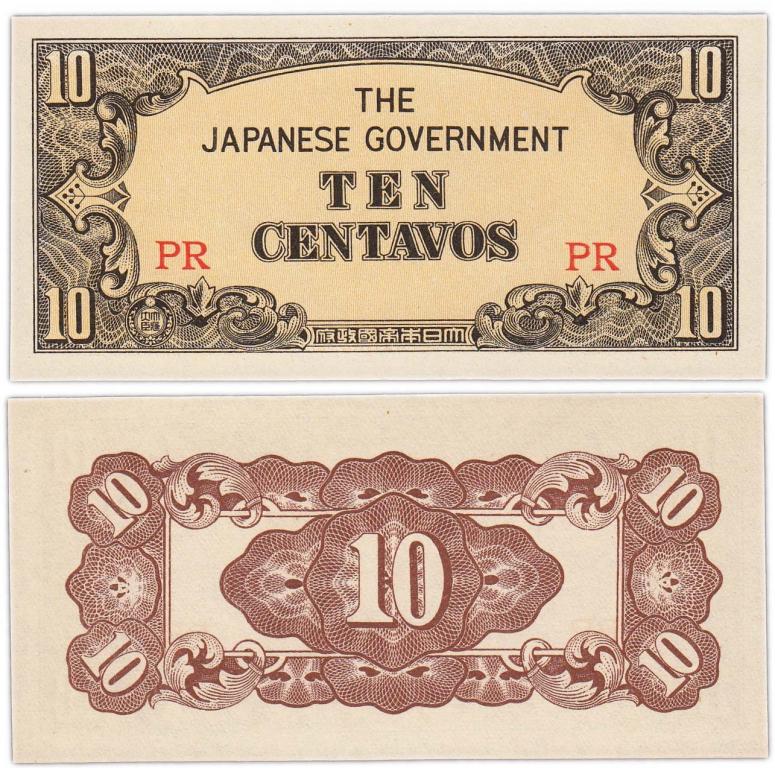 10 10
THE
JAPANESE GOVERNMENT
TEN
CENTAVOS
PR PR
10 10
府政國帝本日大
10 10
10
10 10